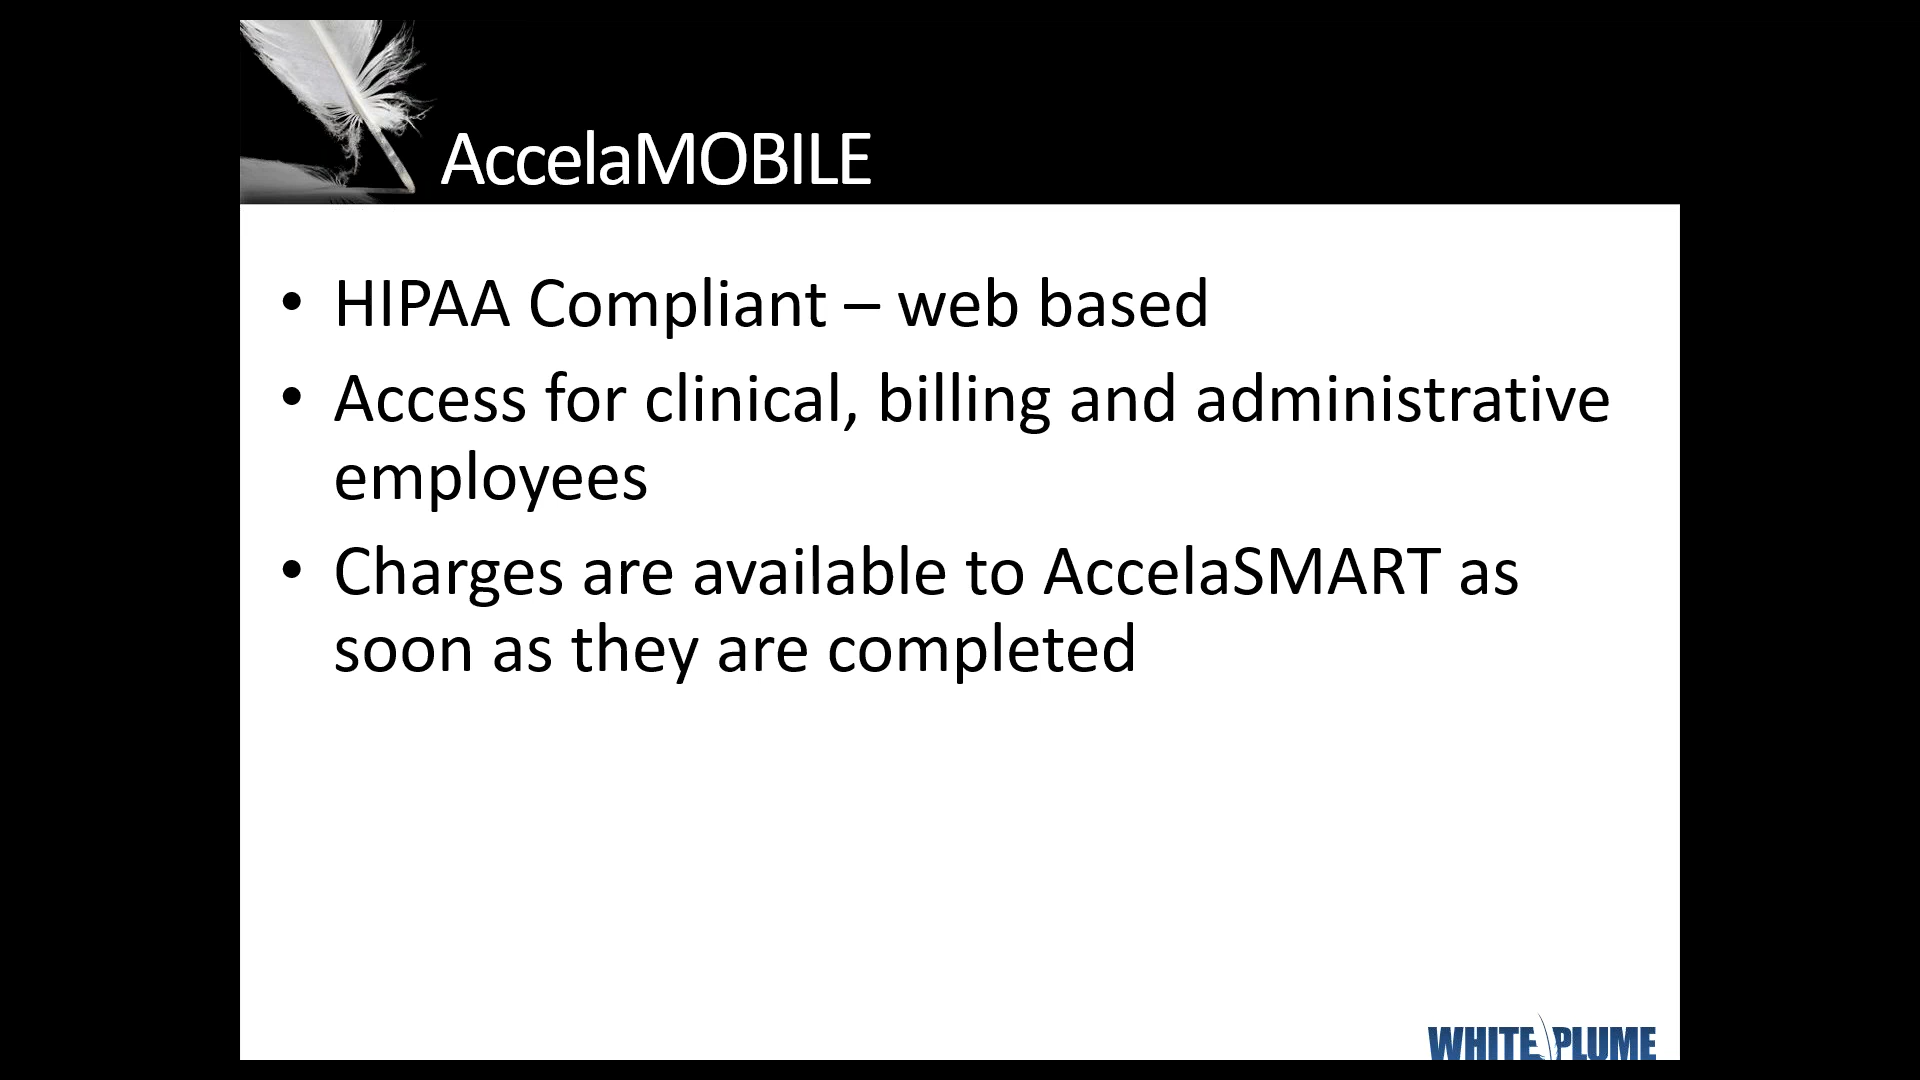 AccelaMOBILE
• HIPAA Compliant – web based
• Access for clinical, billing and administrative
employees
• Charges are available to AccelaSMART as
soon as they are completed
WHITE PLUME